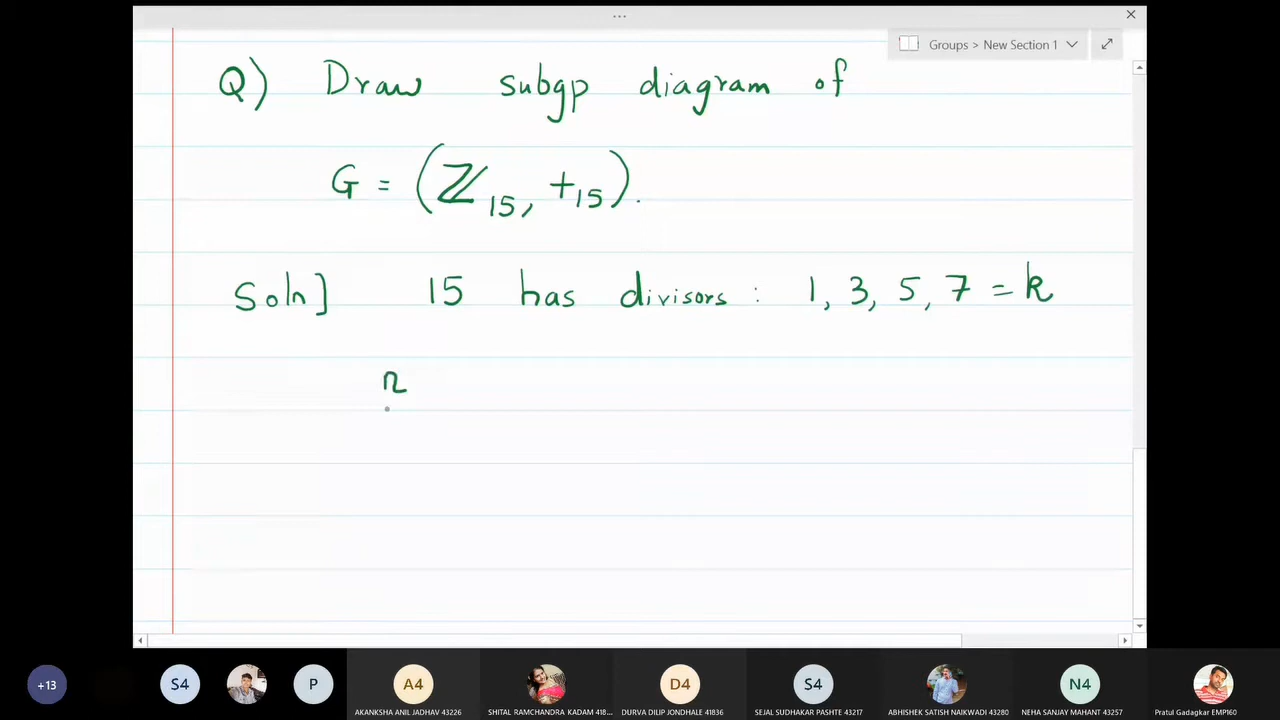 Groups > New Section 1
Q) Draw subgp diagram of
G = (ℤ₁₅, +₁₅).
Soln] 15 has divisors : 1, 3, 5, 7 = k
n
+13
S4
P
A4
D4
S4
N4
AKANKSHA ANIL JADHAV 43226
SHITAL RAMCHANDRA KADAM 418...
DURVA DILIP JONDHALE 41836
SEJAL SUDHAKAR PASHTE 43217
ABHISHEK SATISH NAIKWADI 43280
NEHA SANJAY MAHANT 43257
Pratul Gadagkar EMP160